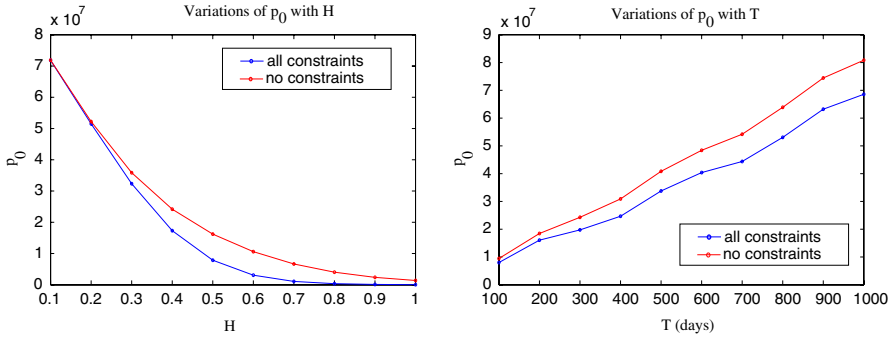 Variations of p0 with H
x 10^7
8
7
6
5
4
3
2
1
0
p0
all constraints
no constraints
0.1 0.2 0.3 0.4 0.5 0.6 0.7 0.8 0.9 1
H
Variations of p0 with T
x 10^7
9
8
7
6
5
4
3
2
1
0
p0
all constraints
no constraints
100 200 300 400 500 600 700 800 900 1000
T (days)